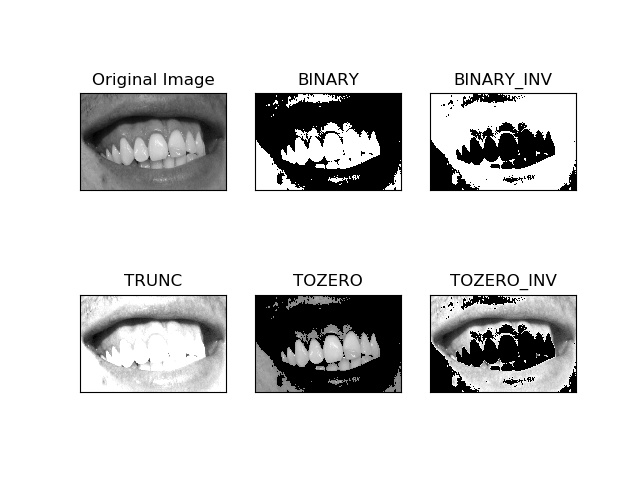 Original Image
BINARY
BINARY_INV
TRUNC
TOZERO
TOZERO_INV